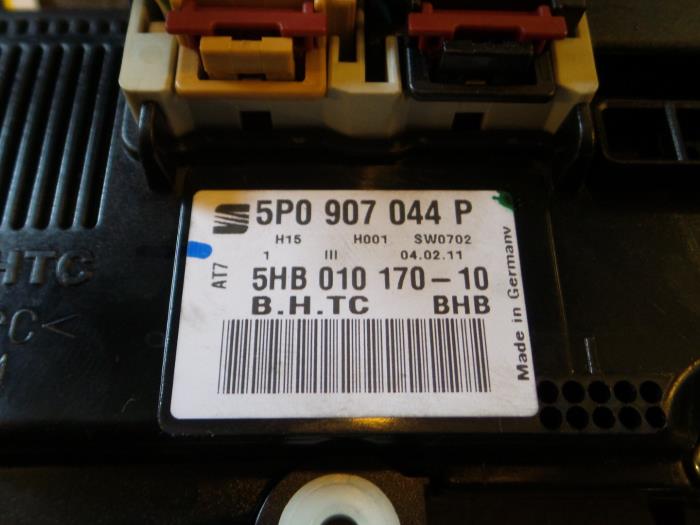 5P0 907 044 P
H15 H001 SW0702
1 III 04.02.11
AT7
5HB 010 170-10
B.H.TC BHB
Made in Germany
HTC